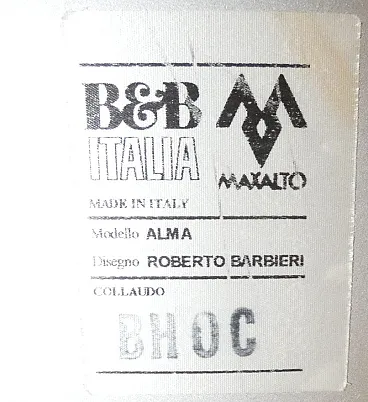 B&B
ITALIA
MAXALTO
MADE IN ITALY
Modello ALMA
Disegno ROBERTO BARBIERI
COLLAUDO
BHOC